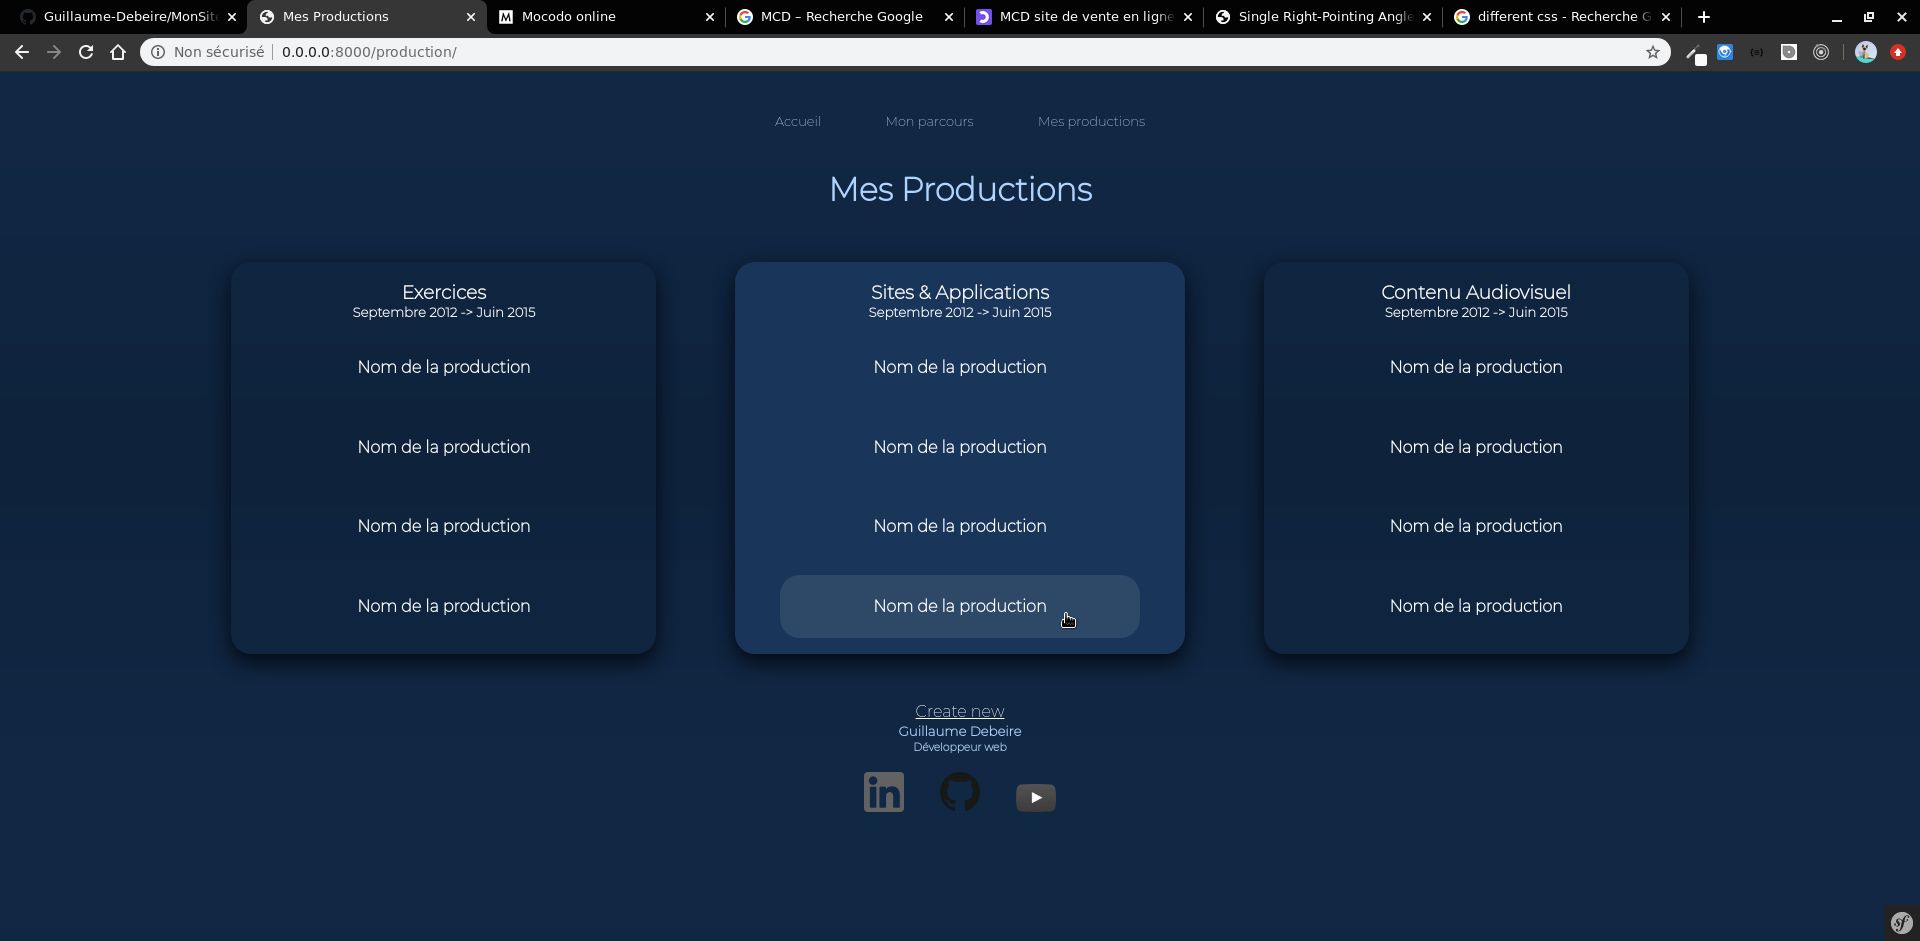 Guillaume-Debeire/MonSit
Mes Productions
Mocodo online
MCD – Recherche Google
MCD site de vente en ligne
Single Right-Pointing Angle
different css - Recherche G
Non sécurisé
0.0.0.0:8000/production/
Accueil
Mon parcours
Mes productions
Mes Productions
Exercices
Septembre 2012 -> Juin 2015
Nom de la production
Nom de la production
Nom de la production
Nom de la production
Sites & Applications
Septembre 2012 -> Juin 2015
Nom de la production
Nom de la production
Nom de la production
Nom de la production
Contenu Audiovisuel
Septembre 2012 -> Juin 2015
Nom de la production
Nom de la production
Nom de la production
Nom de la production
Create new
Guillaume Debeire
Développeur web
in
sf